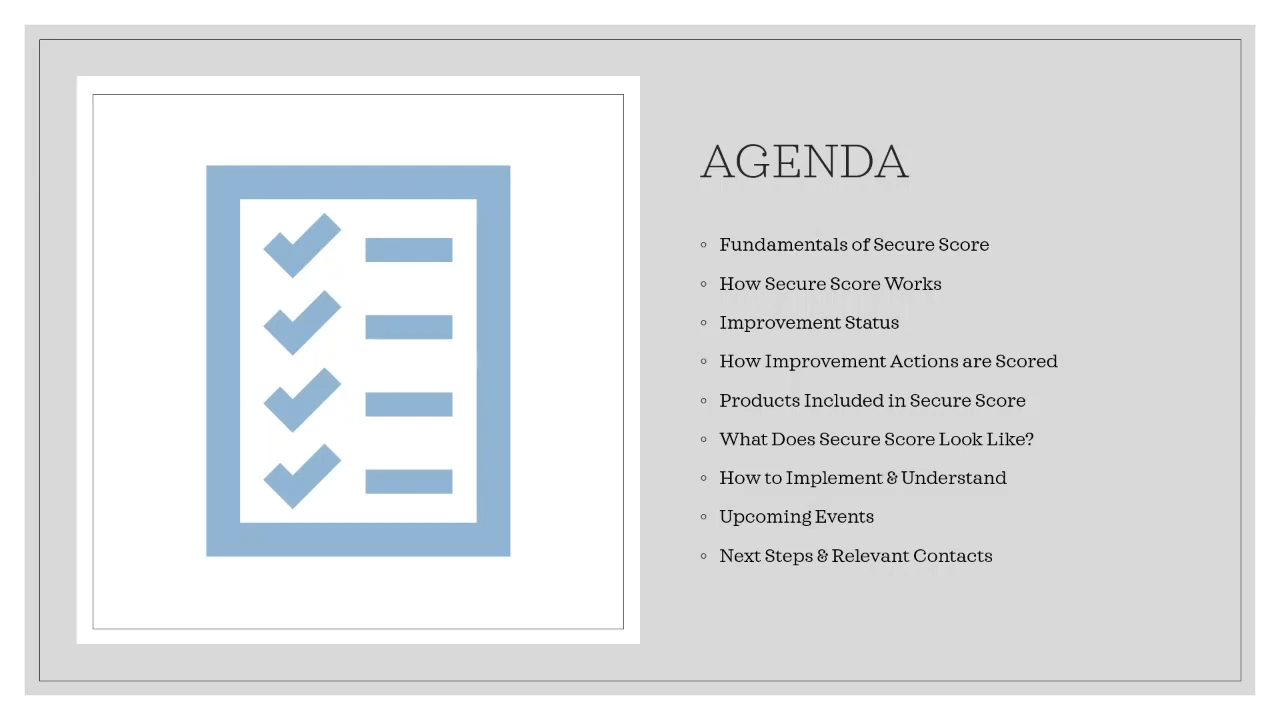 AGENDA
◦ Fundamentals of Secure Score
◦ How Secure Score Works
◦ Improvement Status
◦ How Improvement Actions are Scored
◦ Products Included in Secure Score
◦ What Does Secure Score Look Like?
◦ How to Implement & Understand
◦ Upcoming Events
◦ Next Steps & Relevant Contacts